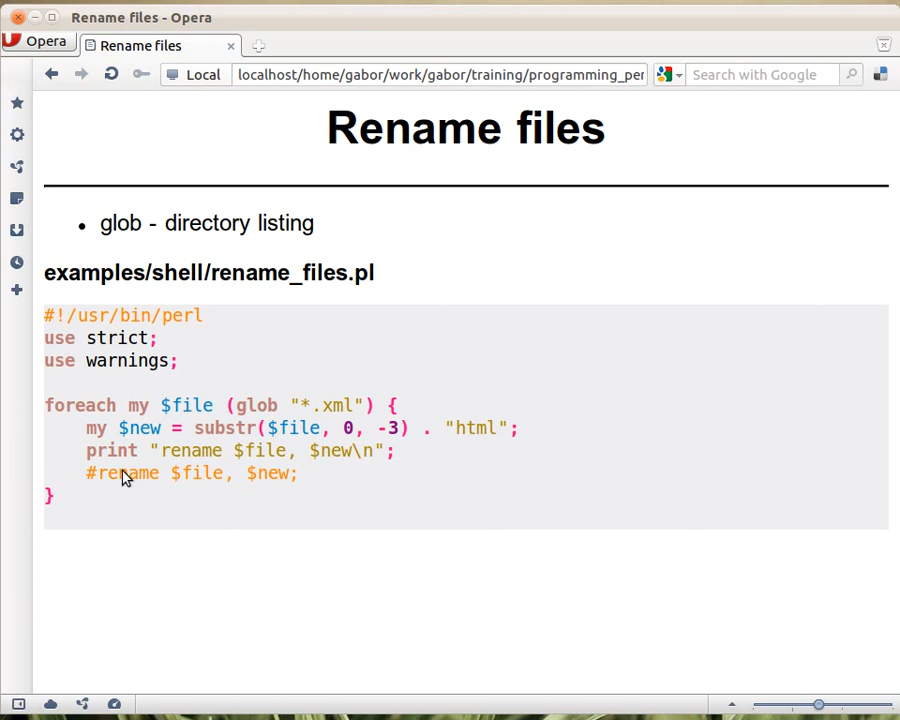 Rename files - Opera
Opera
Rename files
Local
localhost/home/gabor/work/gabor/training/programming_per
Search with Google
Rename files
• glob - directory listing
examples/shell/rename_files.pl
#!/usr/bin/perl
use strict;
use warnings;
foreach my $file (glob "*.xml") {
    my $new = substr($file, 0, -3) . "html";
    print "rename $file, $new\n";
    #rename $file, $new;
}